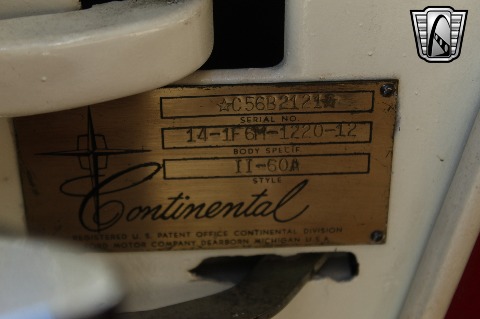 ☆C56B2121☆
SERIAL NO.
14-1F6M-1220-12
BODY SPECIF.
II-60A
STYLE
Continental
REGISTERED U.S. PATENT OFFICE CONTINENTAL DIVISION
MOTOR COMPANY DEARBORN MICHIGAN U.S.A.